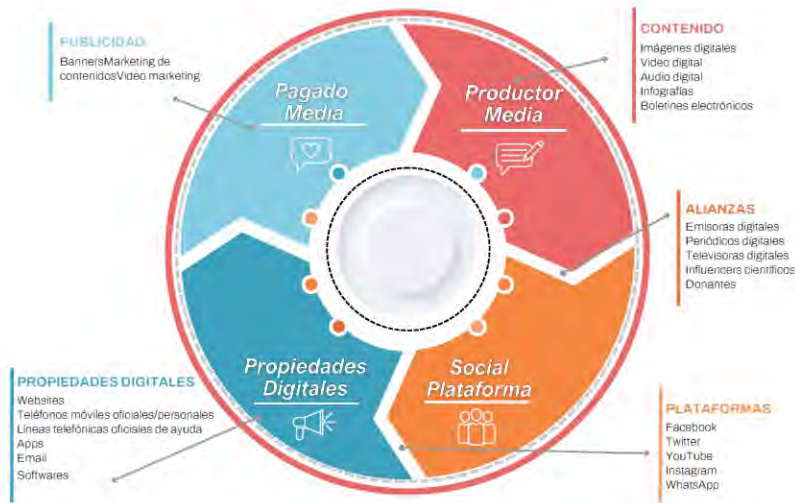 PUBLICIDAD
BannersMarketing de
contenidosVideo marketing
CONTENIDO
Imágenes digitales
Video digital
Audio digital
Infografías
Boletines electrónicos
Pagado
Media
Productor
Media
ALIANZAS
Emisoras digitales
Periódicos digitales
Televisoras digitales
Influencers científicos
Donantes
Propiedades
Digitales
Social
Plataforma
PROPIEDADES DIGITALES
Websites
Teléfonos móviles oficiales/personales
Líneas telefónicas oficiales de ayuda
Apps
Email
Softwares
PLATAFORMAS
Facebook
Twitter
YouTube
Instagram
WhatsApp